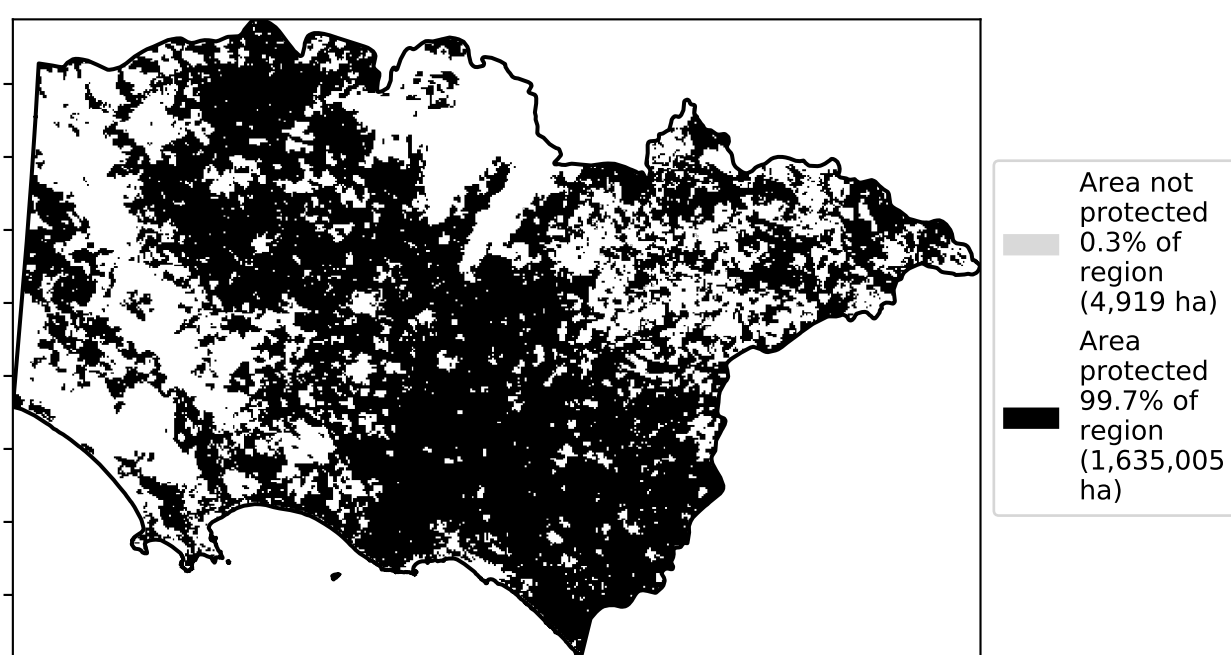 Area not
protected
0.3% of
region
(4,919 ha)
Area
protected
99.7% of
region
(1,635,005
ha)